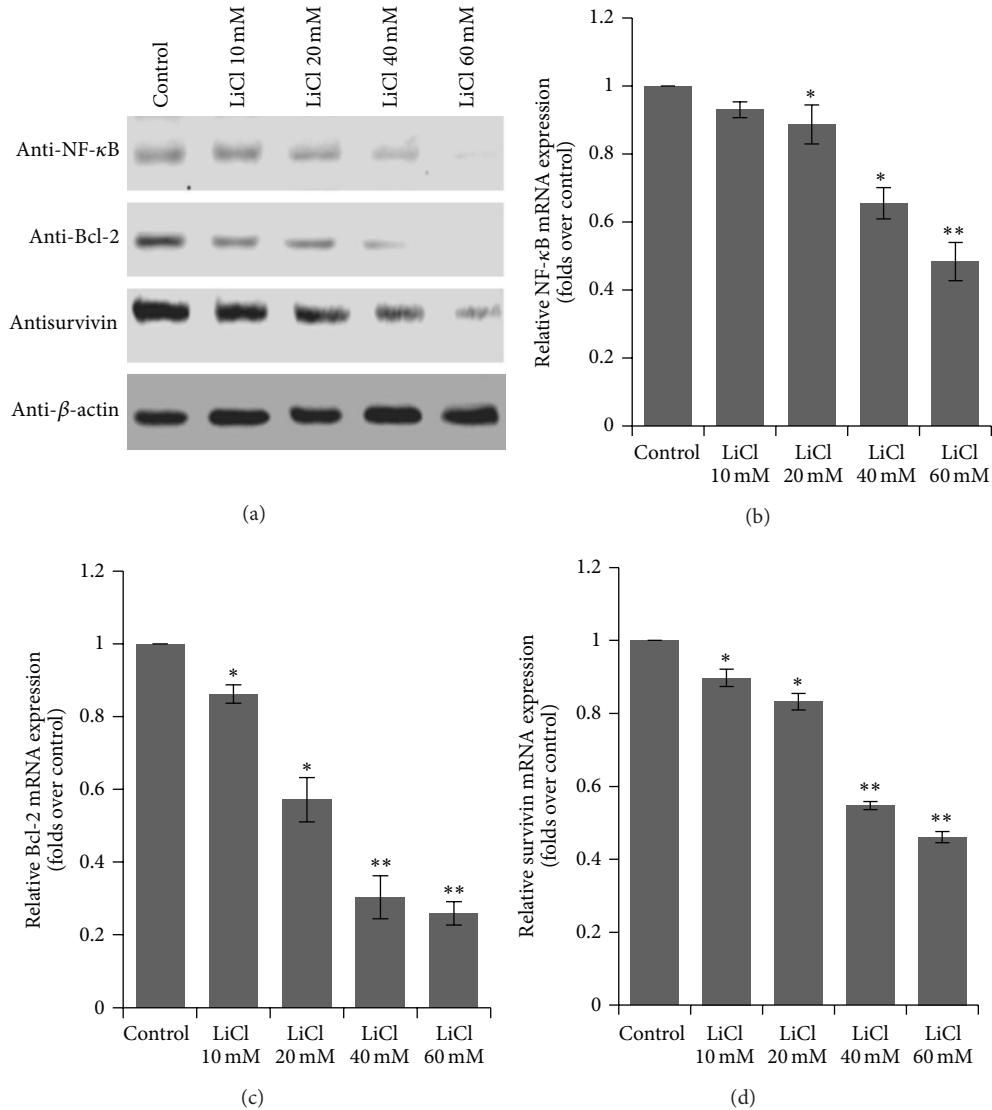 Control
LiCl 10 mM
LiCl 20 mM
LiCl 40 mM
LiCl 60 mM
Anti-NF-κB
Anti-Bcl-2
Antisurvivin
Anti-β-actin
(a)
Relative NF-κB mRNA expression
(folds over control)
1.2
1
0.8
0.6
0.4
0.2
0
*
*
**
Control
LiCl
10 mM
LiCl
20 mM
LiCl
40 mM
LiCl
60 mM
(b)
Relative Bcl-2 mRNA expression
(folds over control)
1.2
1
0.8
0.6
0.4
0.2
0
*
*
**
**
Control
LiCl
10 mM
LiCl
20 mM
LiCl
40 mM
LiCl
60 mM
(c)
Relative survivin mRNA expression
(folds over control)
1.2
1
0.8
0.6
0.4
0.2
0
*
*
**
**
Control
LiCl
10 mM
LiCl
20 mM
LiCl
40 mM
LiCl
60 mM
(d)